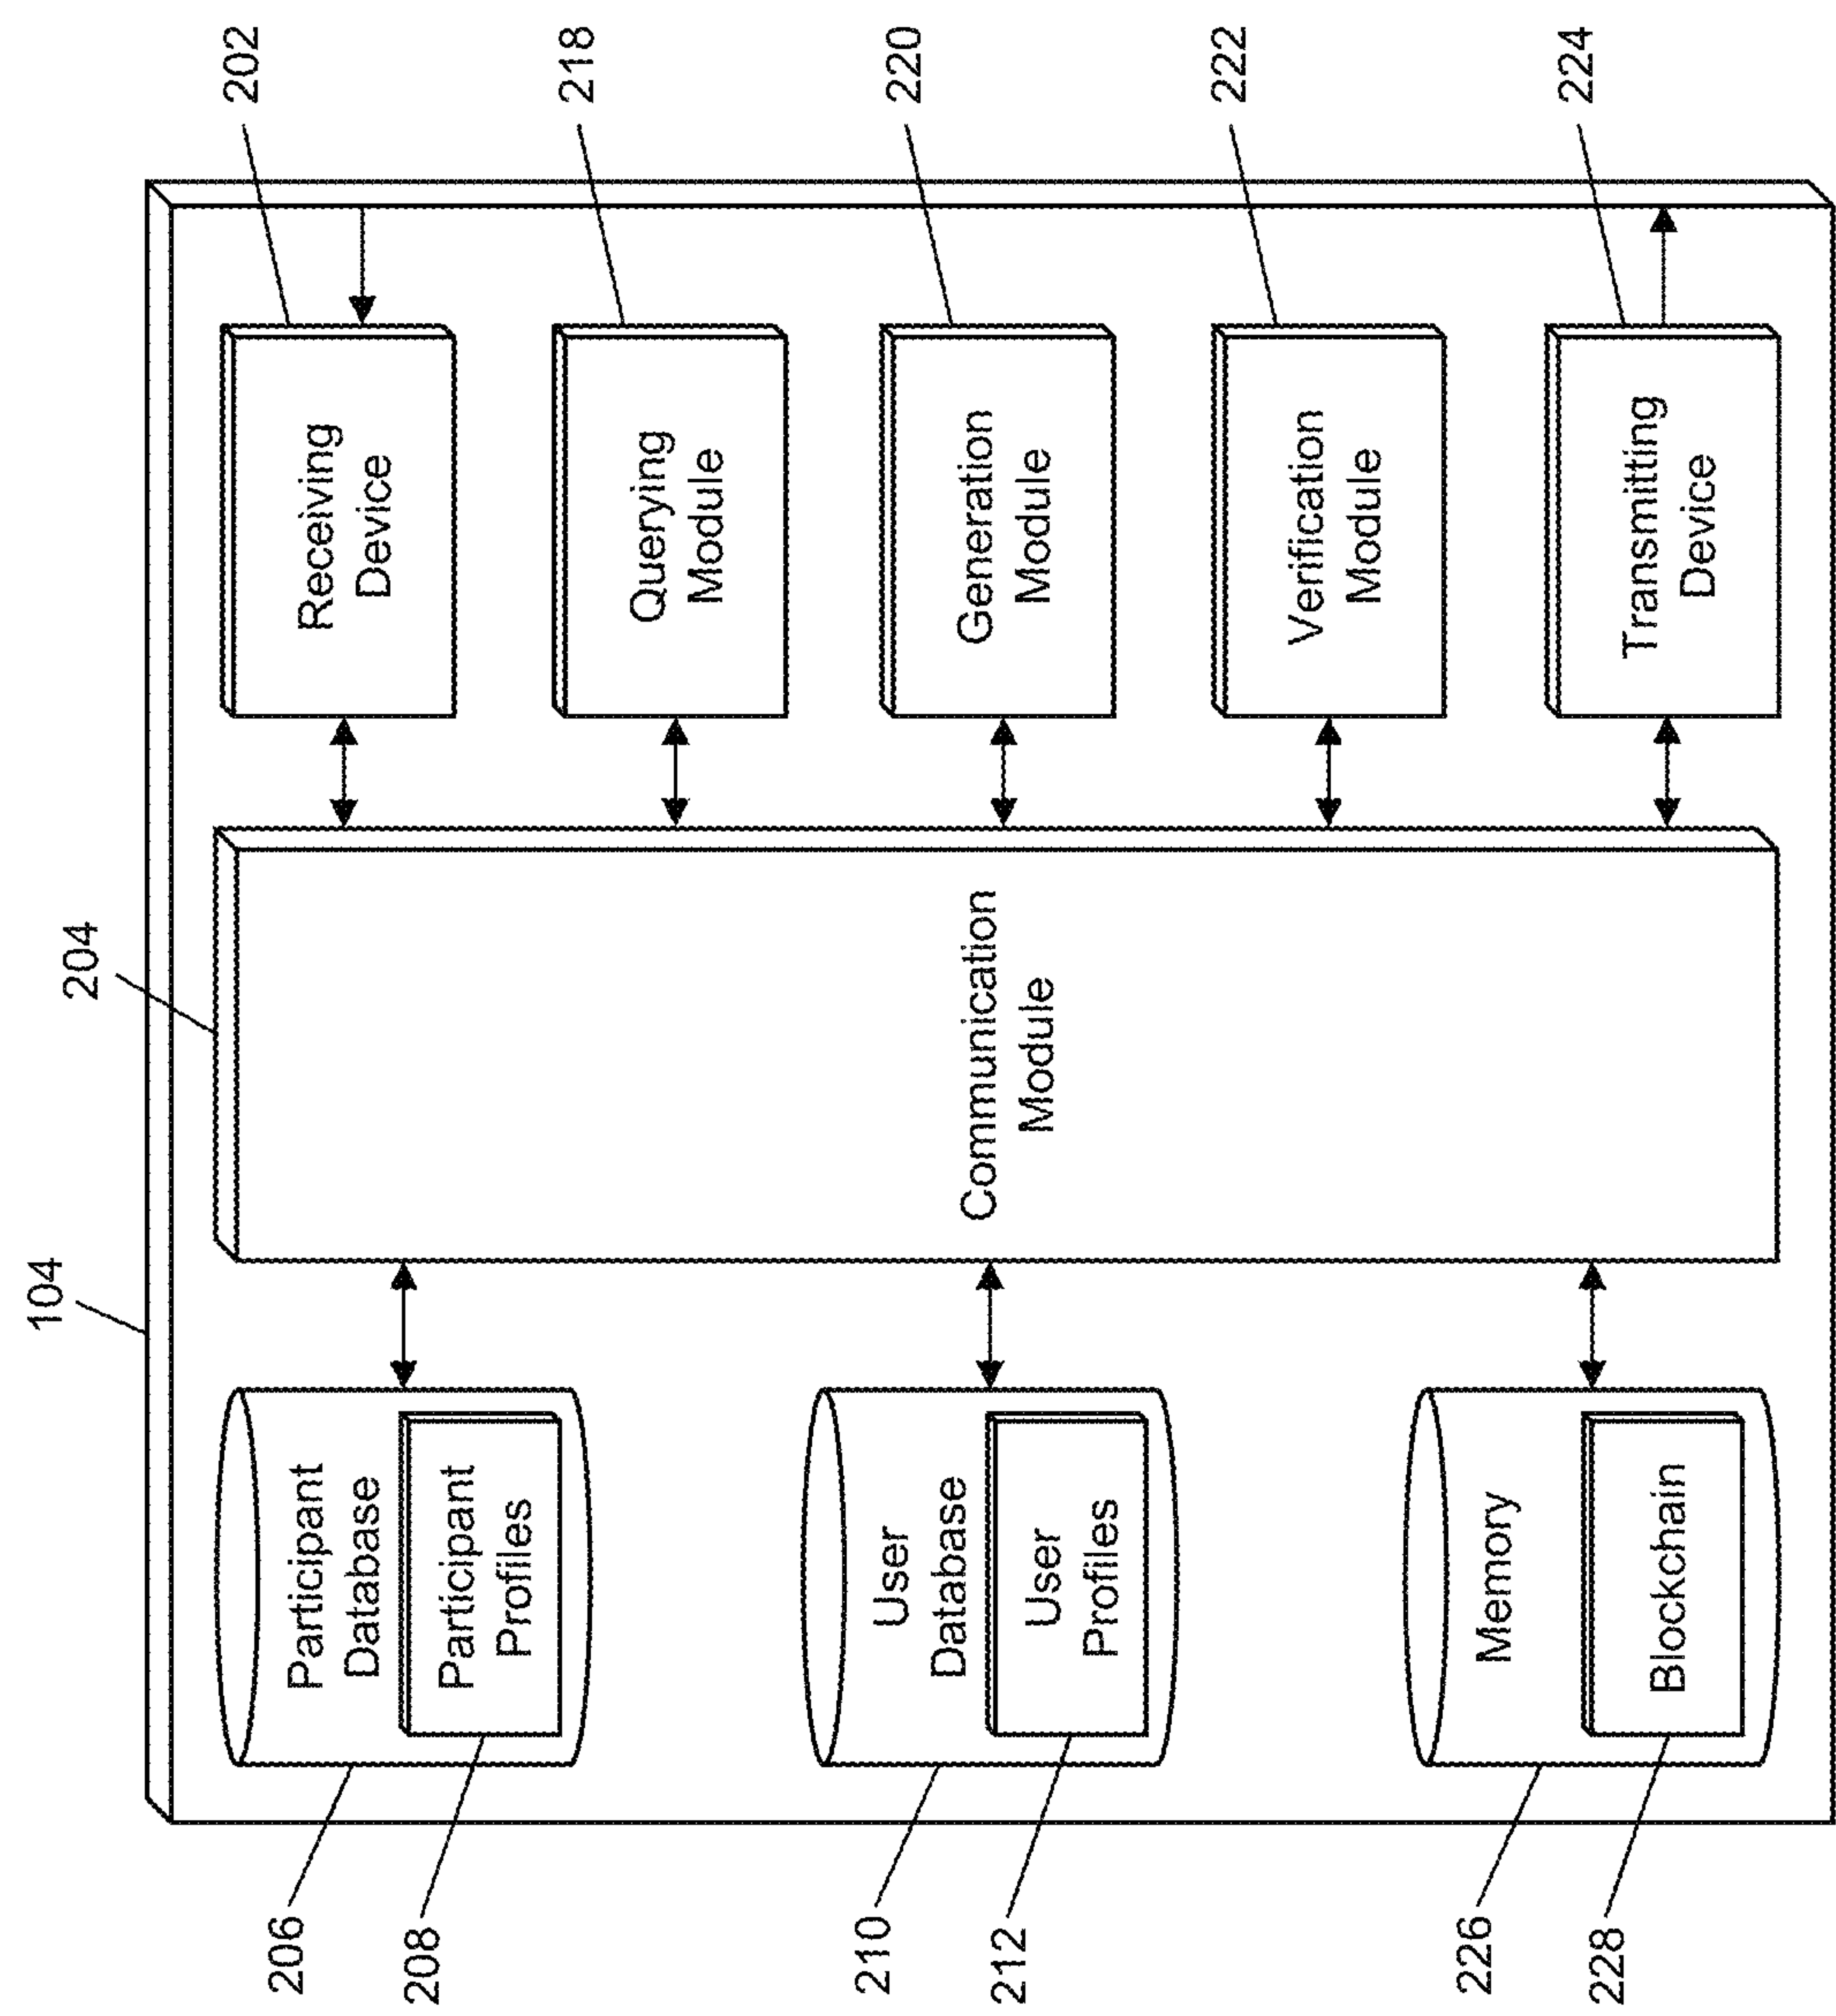 104
204
206
Participant
Database
208
Participant
Profiles
210
User
Database
212
User
Profiles
226
Memory
228
Blockchain
Communication
Module
Receiving
Device
202
Querying
Module
218
Generation
Module
220
Verification
Module
222
Transmitting
Device
224